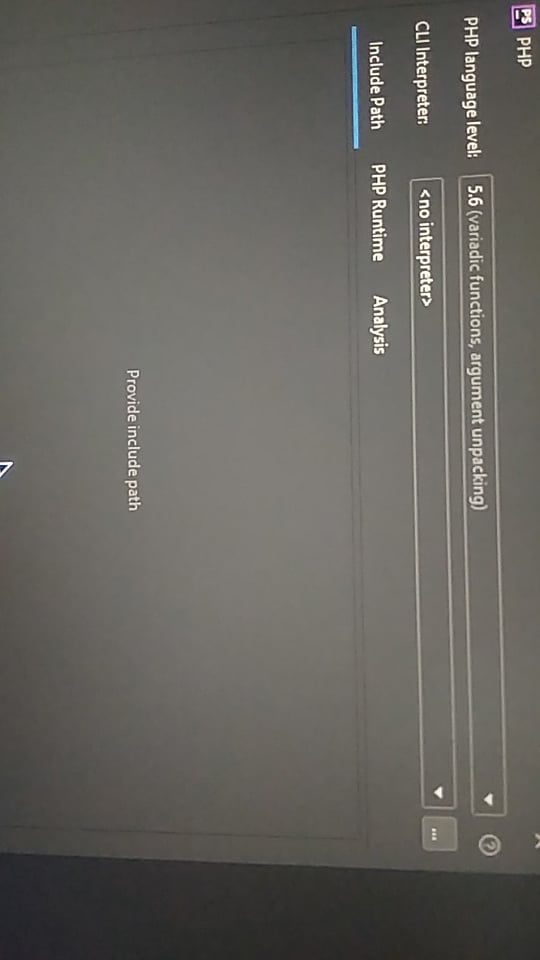 PS PHP
PHP language level: 5.6 (variadic functions, argument unpacking)
CLI Interpreter: <no interpreter> ...
Include Path PHP Runtime Analysis
Provide include path